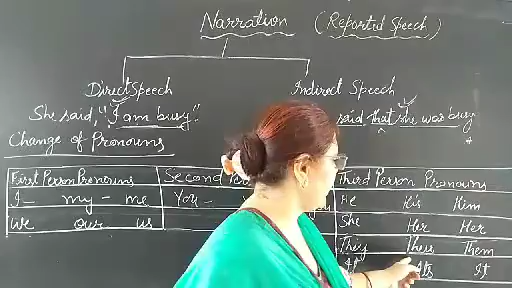 Narration (Reported Speech)
Direct Speech Indirect Speech
She said, "I am busy". said that she was busy
Change of Pronouns
First Person Pronouns Second Third Person Pronouns
I - my - me You - He His Him
She Her Her
We our us They Theirs Them
It Its It